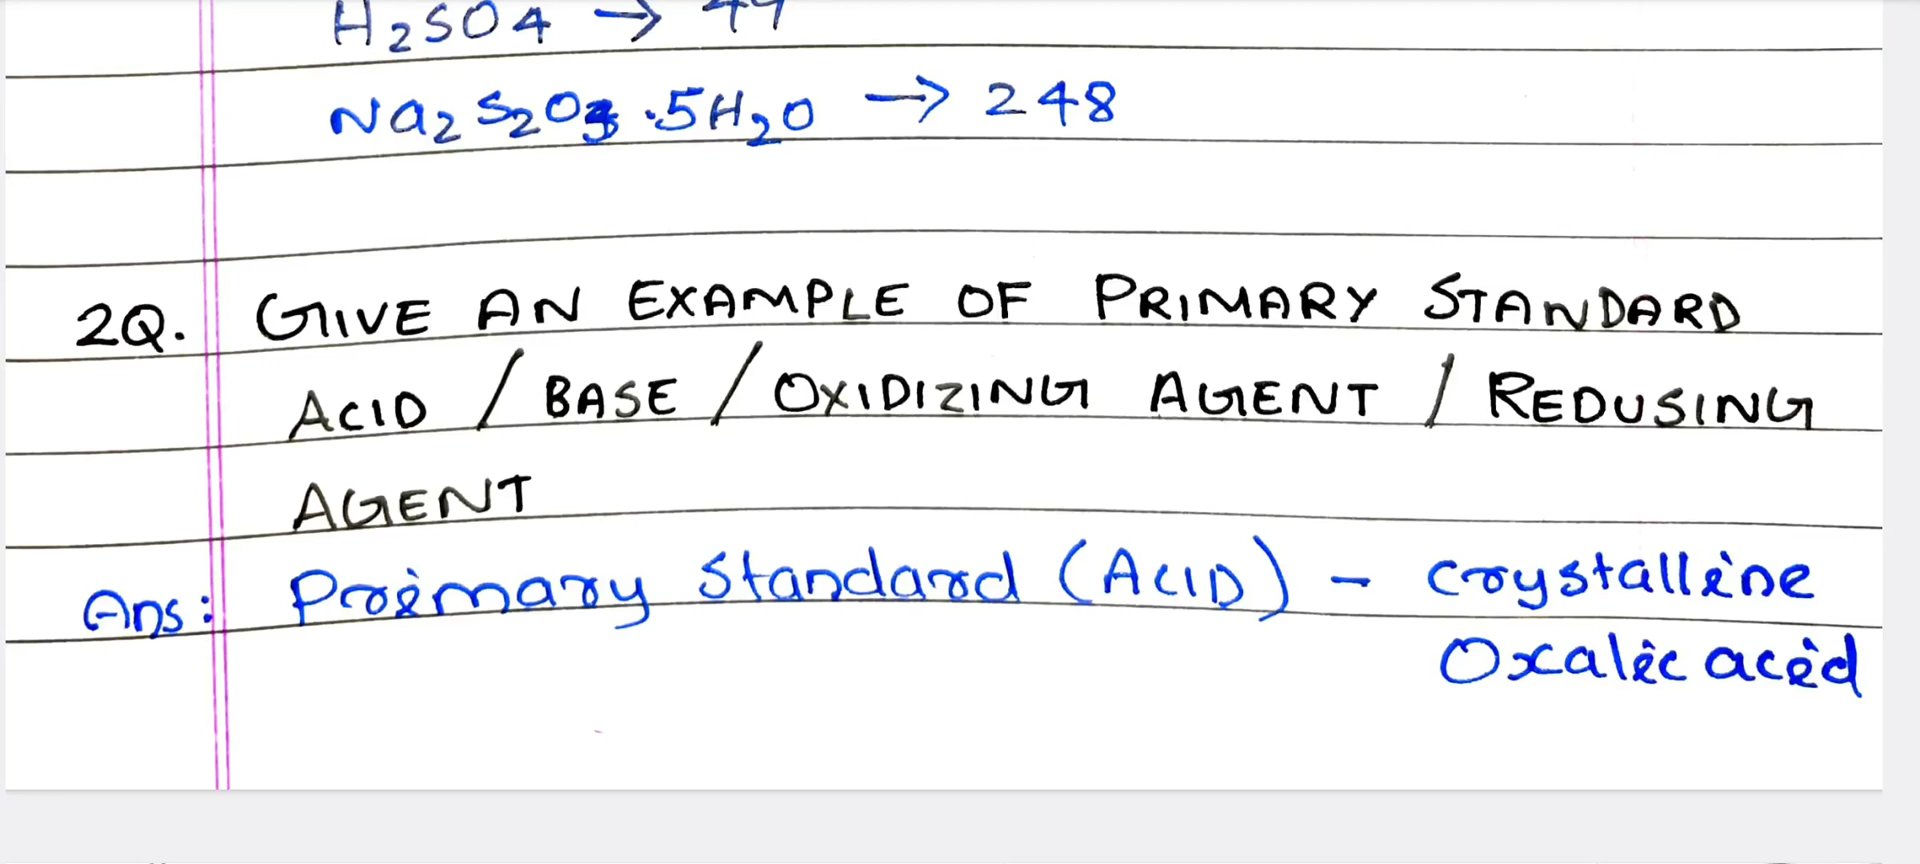 H2SO4 → 49
Na2S2O3.5H2O → 248
2Q. GIVE AN EXAMPLE OF PRIMARY STANDARD
ACID / BASE / OXIDIZING AGENT / REDUSING
AGENT
Ans: Primary standard (ACID) - crystalline
Oxalic acid